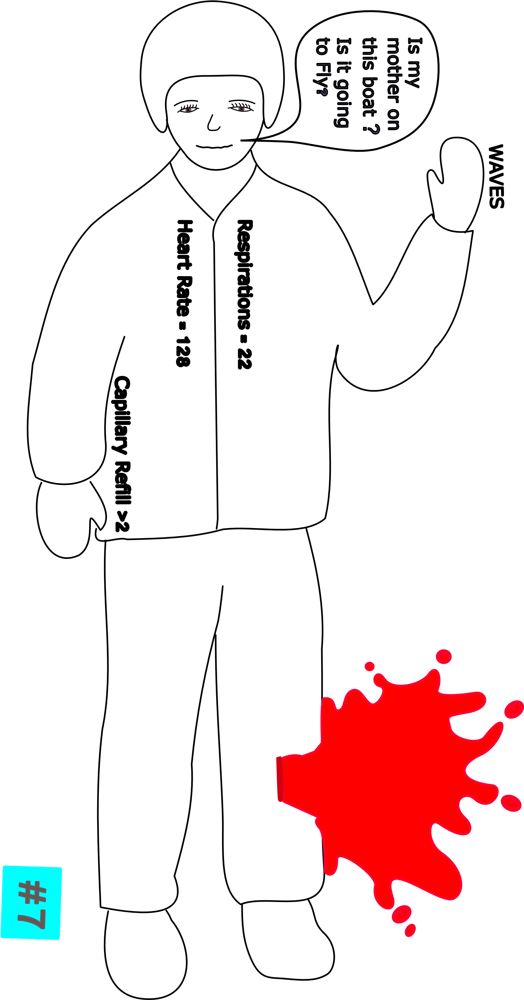 Is my
mother on
this boat ?
Is it going
to Fly?
WAVES
Respirations = 22
Heart Rate = 128
Capillary Refill >2
#7